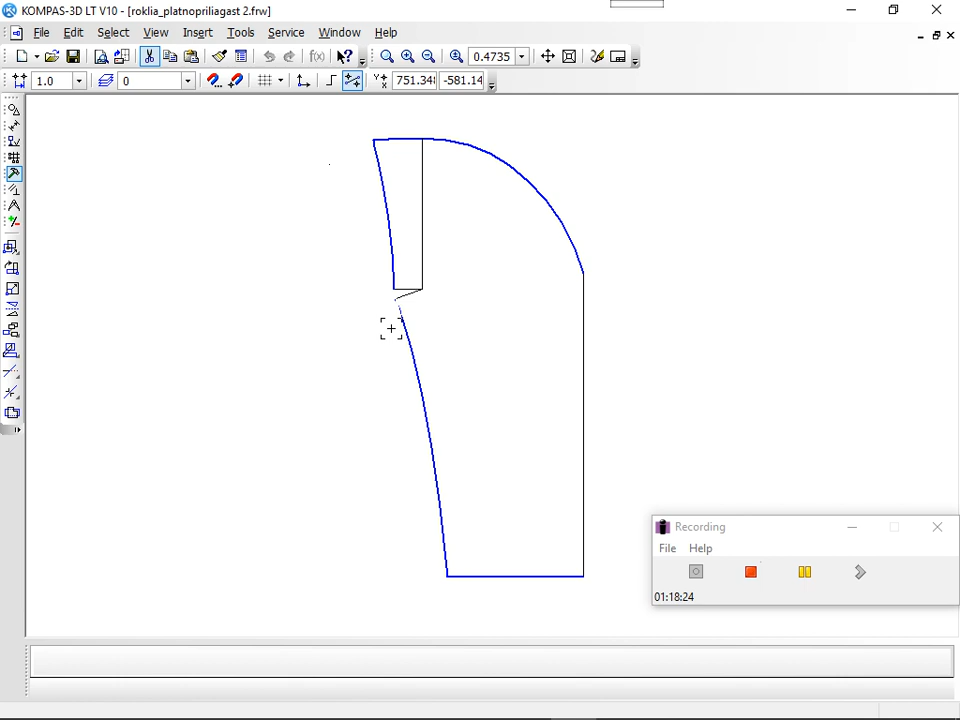 KOMPAS-3D LT V10 - [roklia_platnopriliagast 2.frw]
File Edit Select View Insert Tools Service Window Help
f(x) 0.4735
1.0 0 751.348 -581.14
Recording
File Help
01:18:24